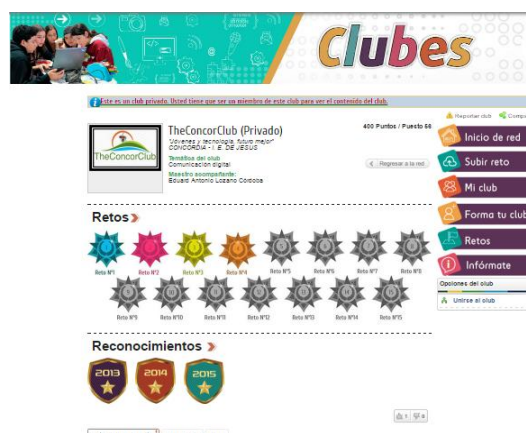 Clubes
Este es un club privado. Usted tiene que ser un miembro de este club para ver el contenido del club.
Reportar club
TheConcorClub (Privado)
400 Puntos / Puesto 56
"Jóvenes y tecnología, futuro mejor"
CONCORDIA - I. E. DE JESUS
TheConcorClub
Temática del club
Comunicación digital
Regresar a la red
Maestro acompañante:
Eduard Antonio Lozano Córdoba
Inicio de red
Subir reto
Mi club
Forma tu club
Retos
Infórmate
Opciones del club
Unirse al club
Retos
Reto Nº1 Reto Nº2 Reto Nº3 Reto Nº4 Reto Nº5 Reto Nº6 Reto Nº7 Reto Nº8
Reto Nº9 Reto Nº10 Reto Nº11 Reto Nº12 Reto Nº13 Reto Nº14 Reto Nº15
Reconocimientos
2013 2014 2015